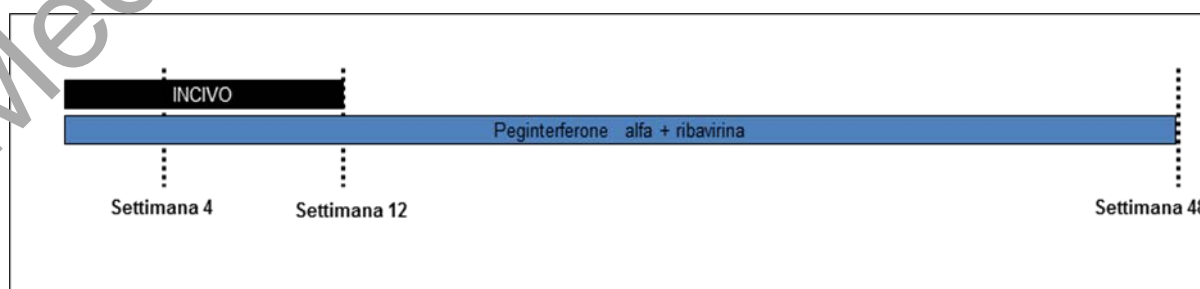 INCIVO
Peginterferone alfa + ribavirina
Settimana 4
Settimana 12
Settimana 48